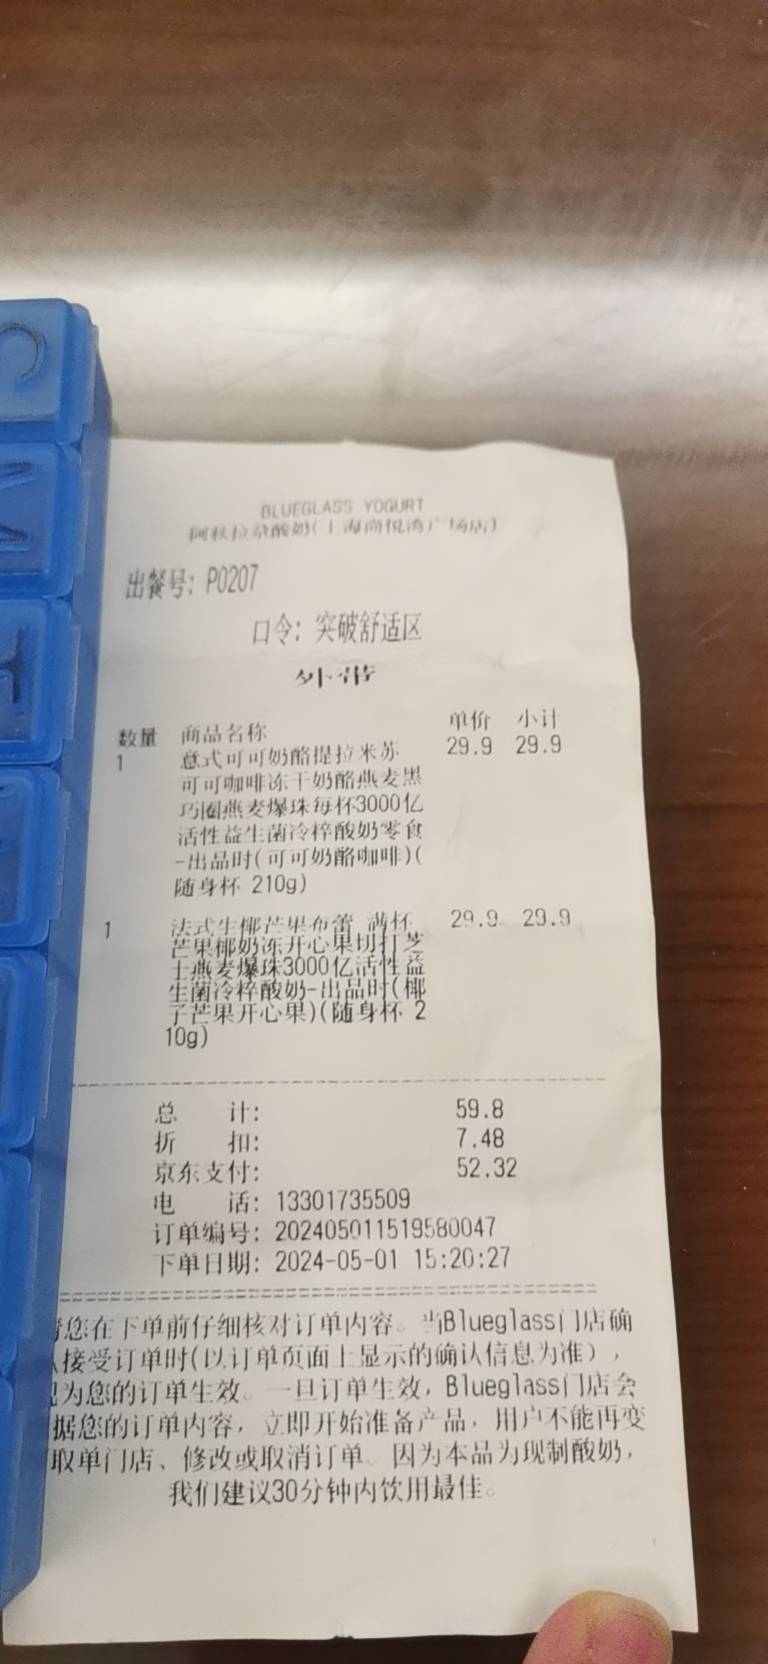 BLUEGLASS YOGURT
阿秋拉尕酸奶(上海尚悦湾广场店)
出餐号: P0207
口令: 突破舒适区
外带
数量 商品名称 单价 小计
1 意式可可奶酪提拉米苏 29.9 29.9
可可咖啡冻干奶酪燕麦黑
巧圈燕麦爆珠每杯3000亿
活性益生菌冷粹酸奶零食
-出品时(可可奶酪咖啡)(
随身杯 210g)
1 法式生椰芒果布蕾 满杯 29.9 29.9
芒果椰奶冻开心果切打芝
士燕麦爆珠3000亿活性益
生菌冷粹酸奶-出品时(椰
子芒果开心果)(随身杯 2
10g)
总 计: 59.8
折 扣: 7.48
京东支付: 52.32
电 话: 13301735509
订单编号: 202405011519580047
下单日期: 2024-05-01 15:20:27
您在下单前仔细核对订单内容。当Blueglass门店确
接受订单时(以订单页面上显示的确认信息为准),
为您的订单生效。一旦订单生效, Blueglass门店会
据您的订单内容, 立即开始准备产品, 用户不能再变
取单门店、修改或取消订单。因为本品为现制酸奶,
我们建议30分钟内饮用最佳。